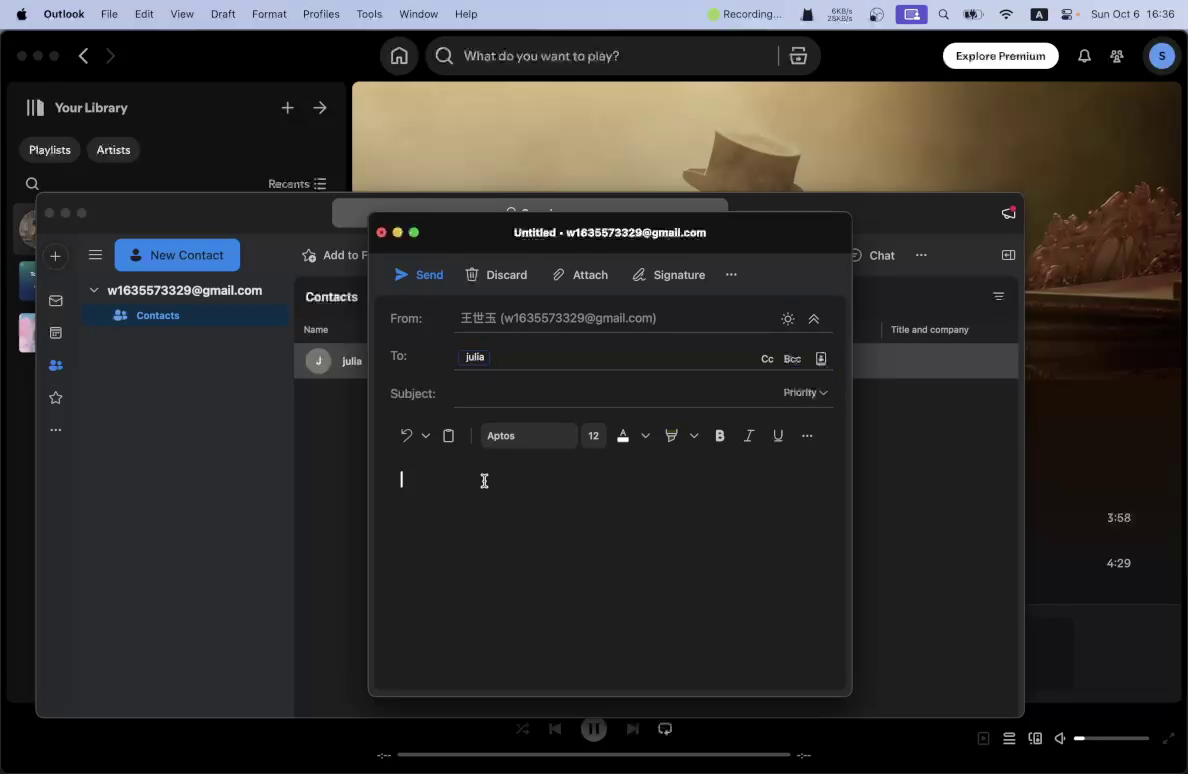 Outlook File Edit View Format Profiles Tools Window Help Recording... 6KB/s 25KB/s A Sun Oct 6 16:36
What do you want to play? Explore Premium S
Your Library
Playlists Artists
Recents
Untitled • w1635573329@gmail.com
New Contact Add to F Chat
Send Discard Attach Signature
w1635573329@gmail.com
Contacts
Contacts
Name Title and company
J julia
From: 王世玉 (w1635573329@gmail.com)
To: julia Cc Bcc
Subject: Priority
Aptos 12 A B I U
3:58
4:29
-:-- -:--